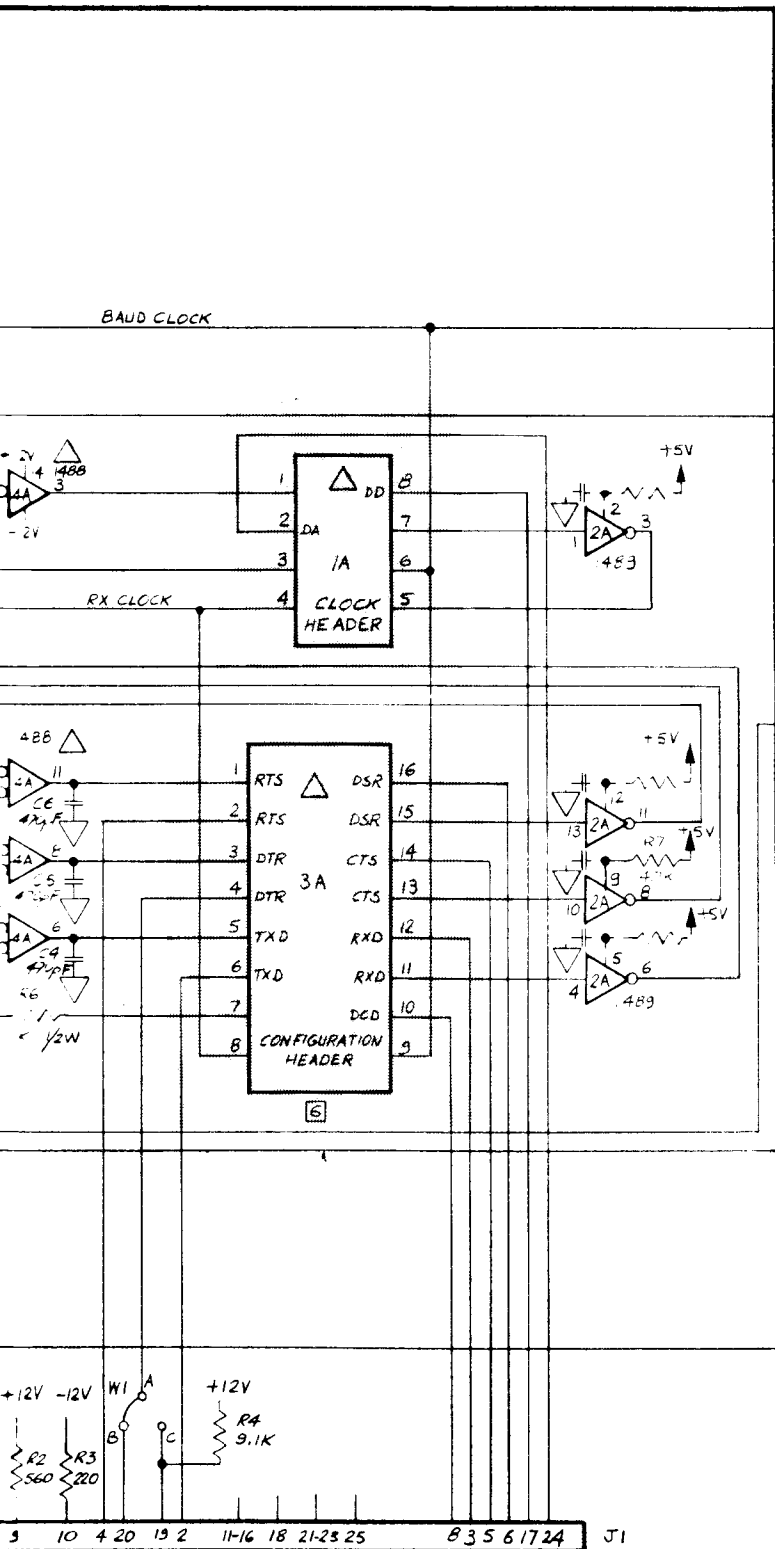 BAUD CLOCK
1488
4A
3
4
1
2
3
4
DA
DD
1A
CLOCK
HEADER
8
7
6
5
+5V
2
1
2A
3
RX CLOCK
11
C6
8
C5
6
C4
R6
1/2W
1
2
3
4
5
6
7
8
RTS
RTS
DTR
DTR
TXD
TXD
3A
DSR
DSR
CTS
CTS
RXD
RXD
DCD
CONFIGURATION
HEADER
16
15
14
13
12
11
10
9
6
+5V
12
13
2A
11
+5V
R7
9
10
2A
8
+5V
5
4
2A
6
+12V
-12V
W1
A
B
C
+12V
R4
9.1K
R2
560
R3
220
10
4
20
19
2
11-16
18
21-23
25
8
3
5
6
17
24
J1